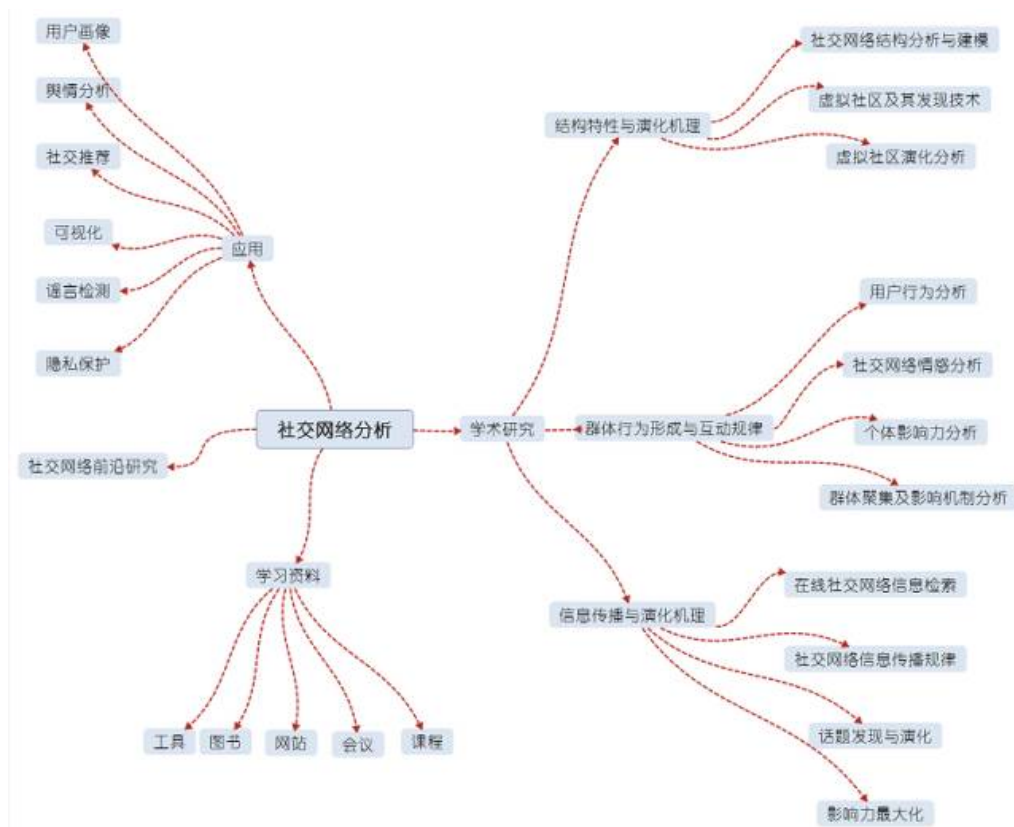 用户画像
舆情分析
社交推荐
可视化
谣言检测
隐私保护
应用
社交网络分析
社交网络前沿研究
学习资料
工具
图书
网站
会议
课程
学术研究
结构特性与演化机理
社交网络结构分析与建模
虚拟社区及其发现技术
虚拟社区演化分析
群体行为形成与互动规律
用户行为分析
社交网络情感分析
个体影响力分析
群体聚集及影响机制分析
信息传播与演化机理
在线社交网络信息检索
社交网络信息传播规律
话题发现与演化
影响力最大化